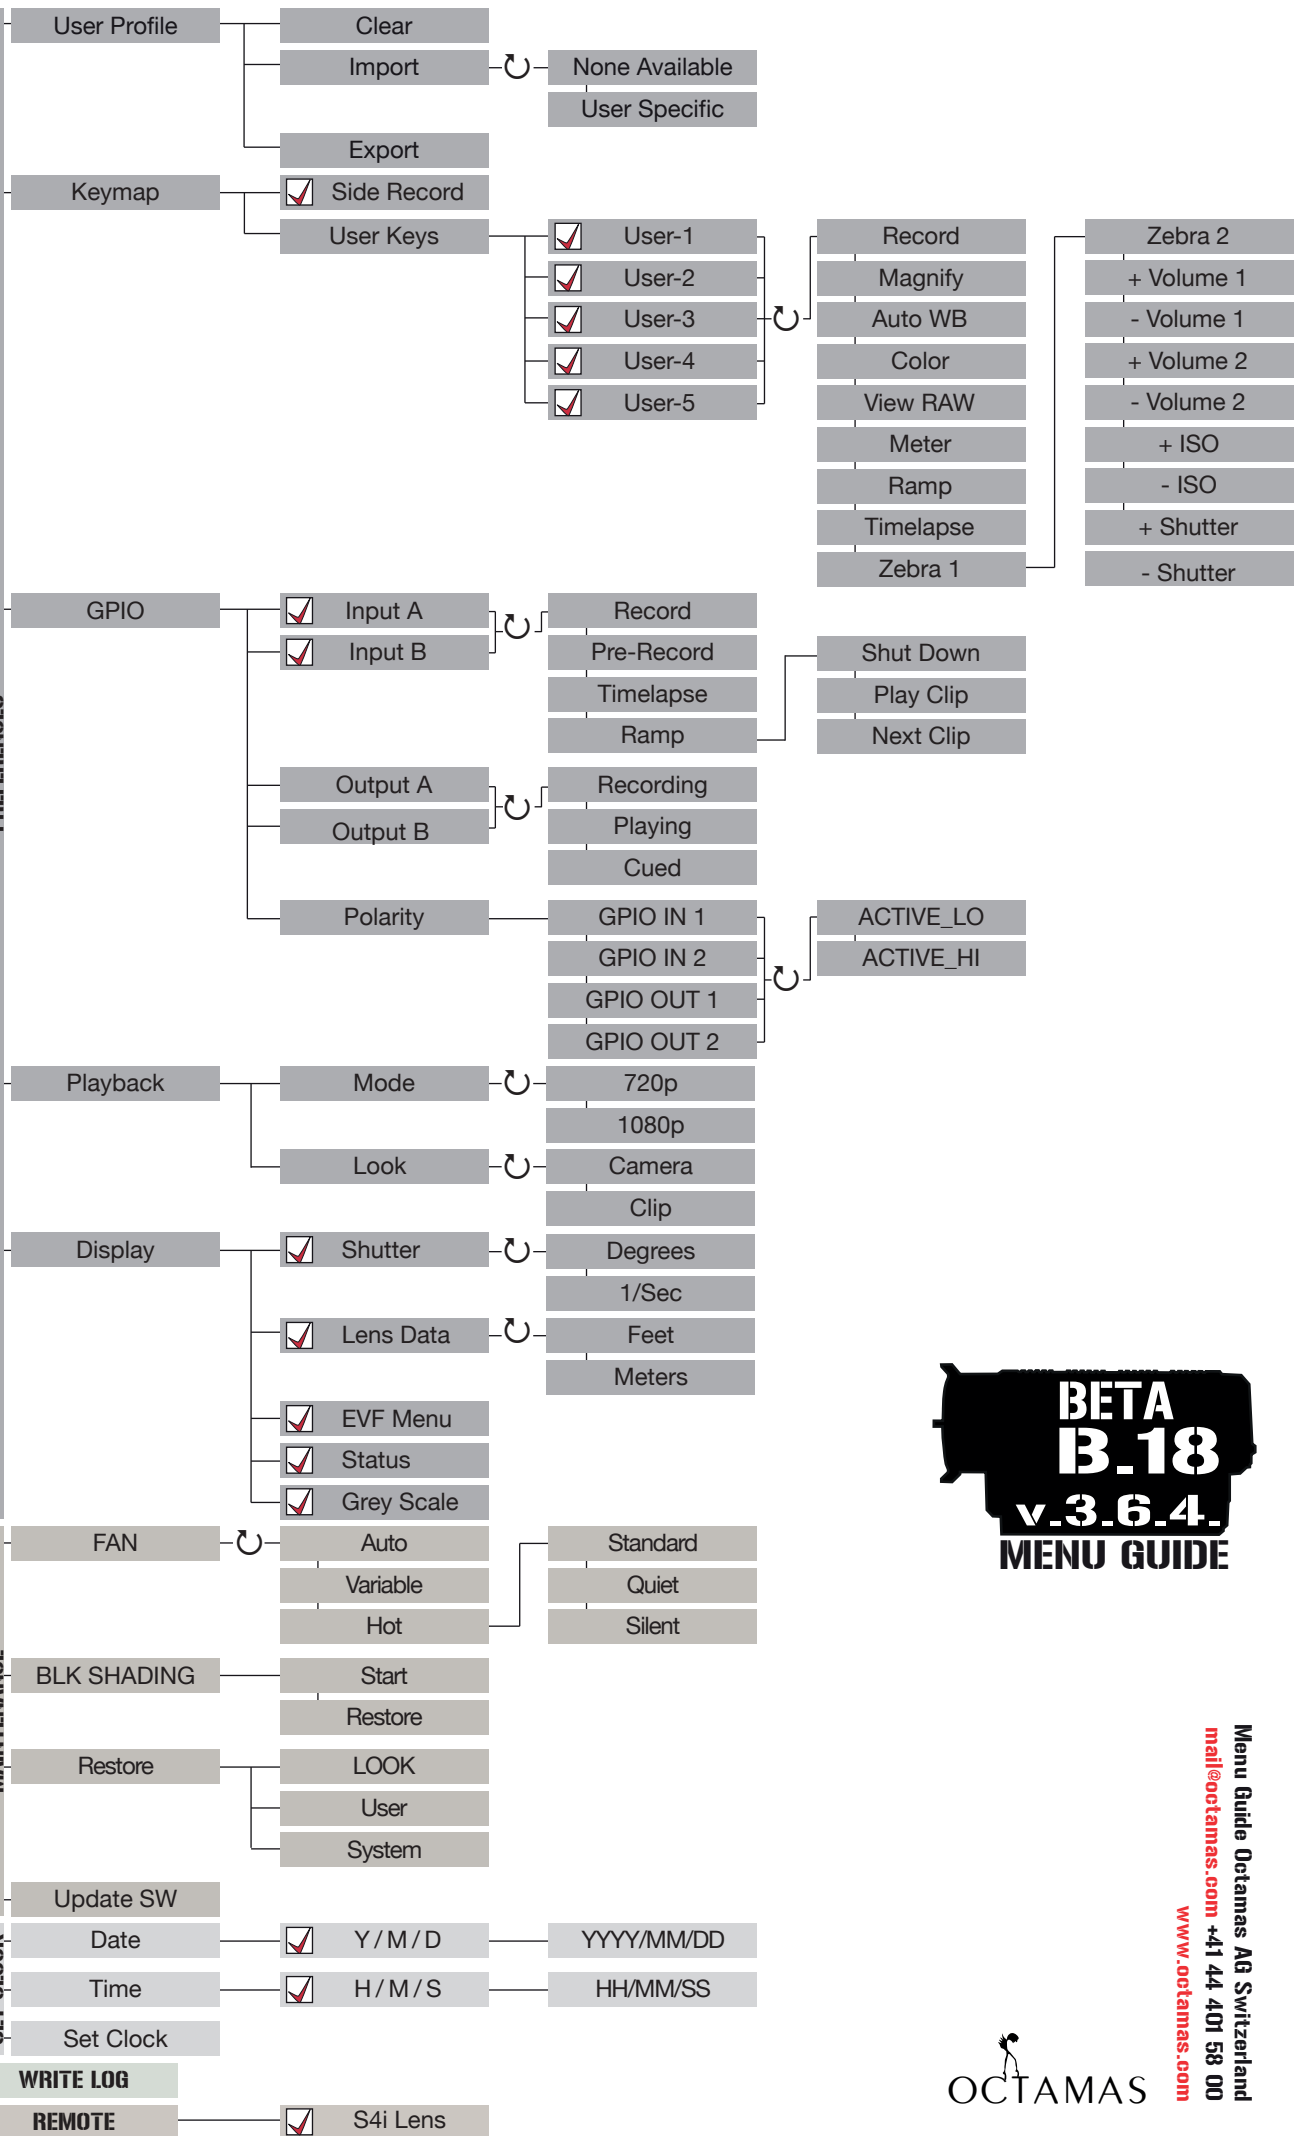 User Profile
Clear
Import
None Available
User Specific
Export
Keymap
Side Record
User Keys
User-1
User-2
User-3
User-4
User-5
Record
Magnify
Auto WB
Color
View RAW
Meter
Ramp
Timelapse
Zebra 1
Zebra 2
+ Volume 1
- Volume 1
+ Volume 2
- Volume 2
+ ISO
- ISO
+ Shutter
- Shutter
GPIO
Input A
Input B
Record
Pre-Record
Timelapse
Ramp
Shut Down
Play Clip
Next Clip
Output A
Output B
Recording
Playing
Cued
Polarity
GPIO IN 1
GPIO IN 2
GPIO OUT 1
GPIO OUT 2
ACTIVE_LO
ACTIVE_HI
Playback
Mode
720p
1080p
Look
Camera
Clip
Display
Shutter
Degrees
1/Sec
Lens Data
Feet
Meters
EVF Menu
Status
Grey Scale
FAN
Auto
Variable
Hot
Standard
Quiet
Silent
BLK SHADING
Start
Restore
Restore
LOOK
User
System
Update SW
Date
Y / M / D
YYYY/MM/DD
Time
H / M / S
HH/MM/SS
Set Clock
WRITE LOG
REMOTE
S4i Lens
BETA
B.18
v.3.6.4.
MENU GUIDE
Menu Guide Octamas AG Switzerland
mail@octamas.com +41 44 401 58 00
www.octamas.com
OCTAMAS